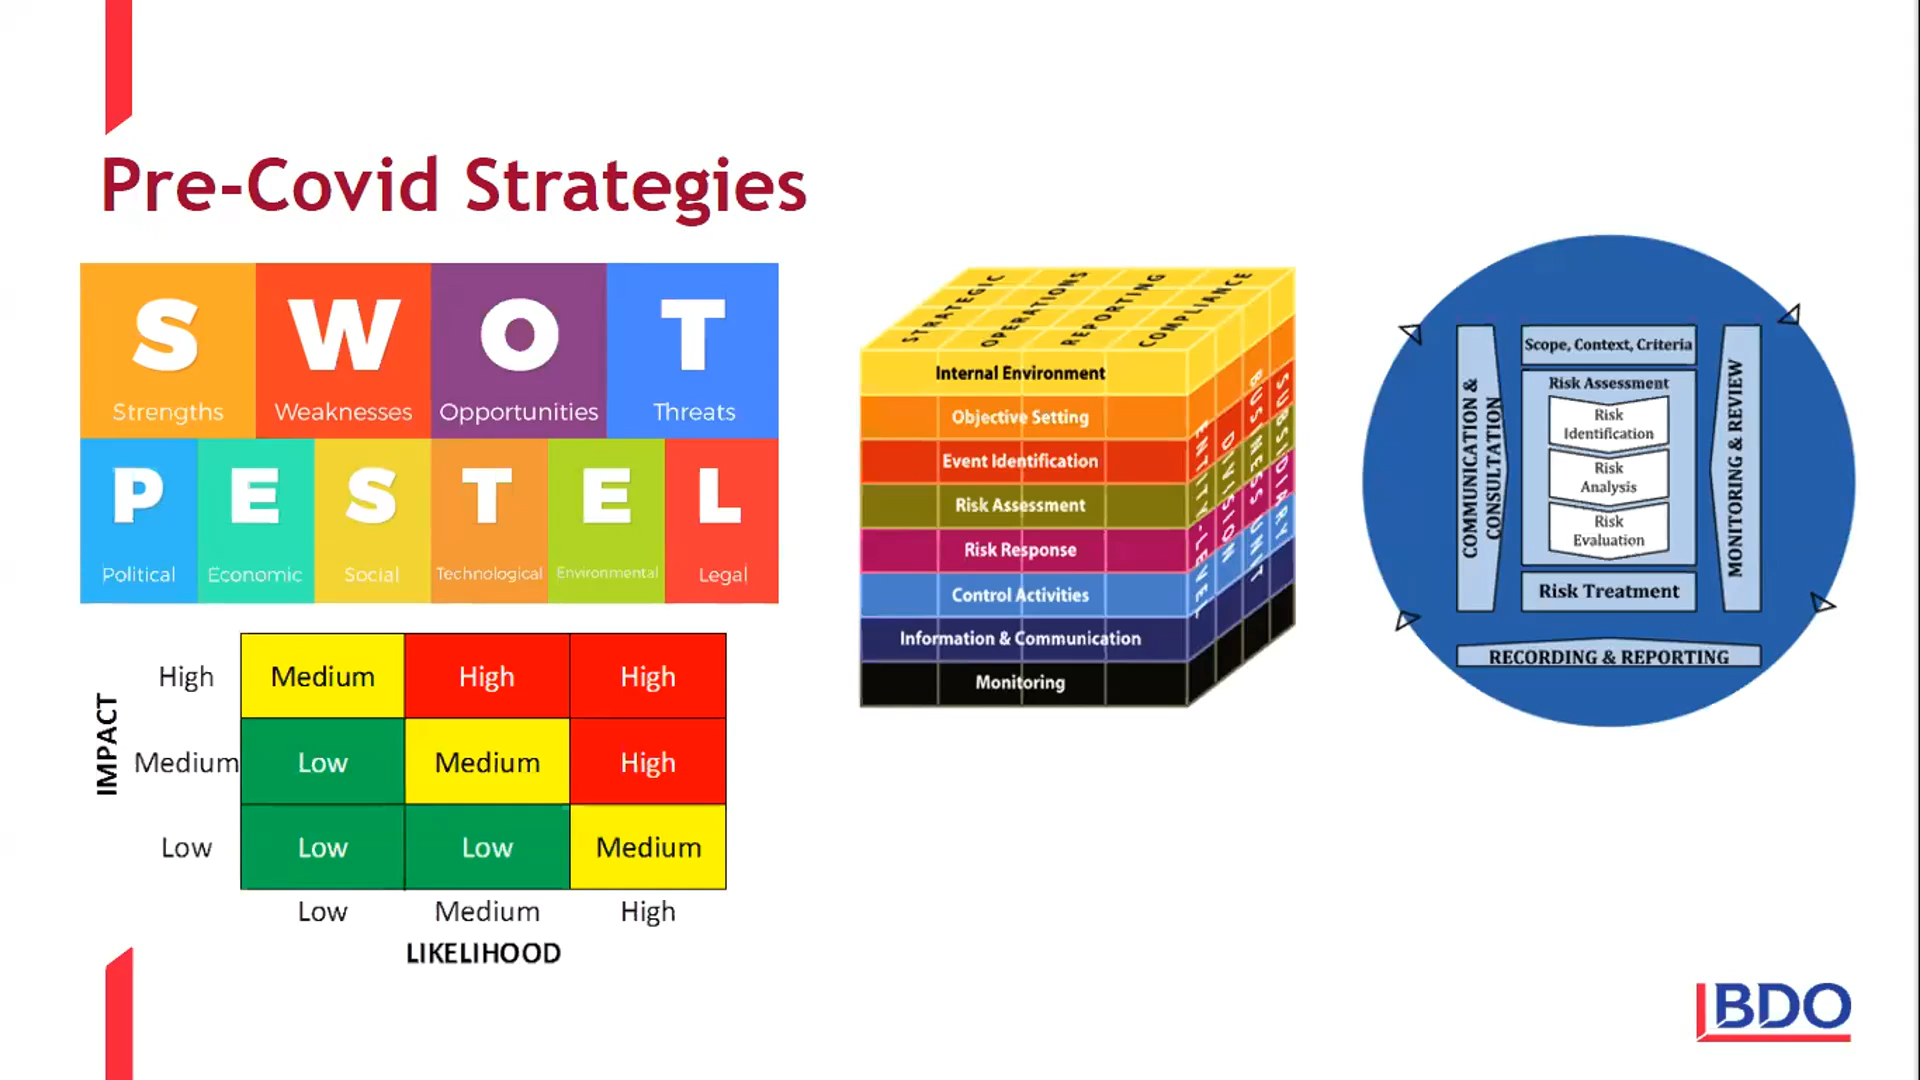 Pre-Covid Strategies
S W O T
Strengths Weaknesses Opportunities Threats
P E S T E L
Political Economic Social Technological Environmental Legal
IMPACT
High Medium High High
Medium Low Medium High
Low Low Low Medium
Low Medium High
LIKELIHOOD
STRATEGIC
OPERATIONS
REPORTING
COMPLIANCE
Internal Environment
Objective Setting
Event Identification
Risk Assessment
Risk Response
Control Activities
Information & Communication
Monitoring
ENTITY-LEVEL
DIVISION
BUSINESS UNIT
SUBSIDIARY
COMMUNICATION &
CONSULTATION
Scope, Context, Criteria
Risk Assessment
Risk
Identification
Risk
Analysis
Risk
Evaluation
Risk Treatment
MONITORING & REVIEW
RECORDING & REPORTING
BDO